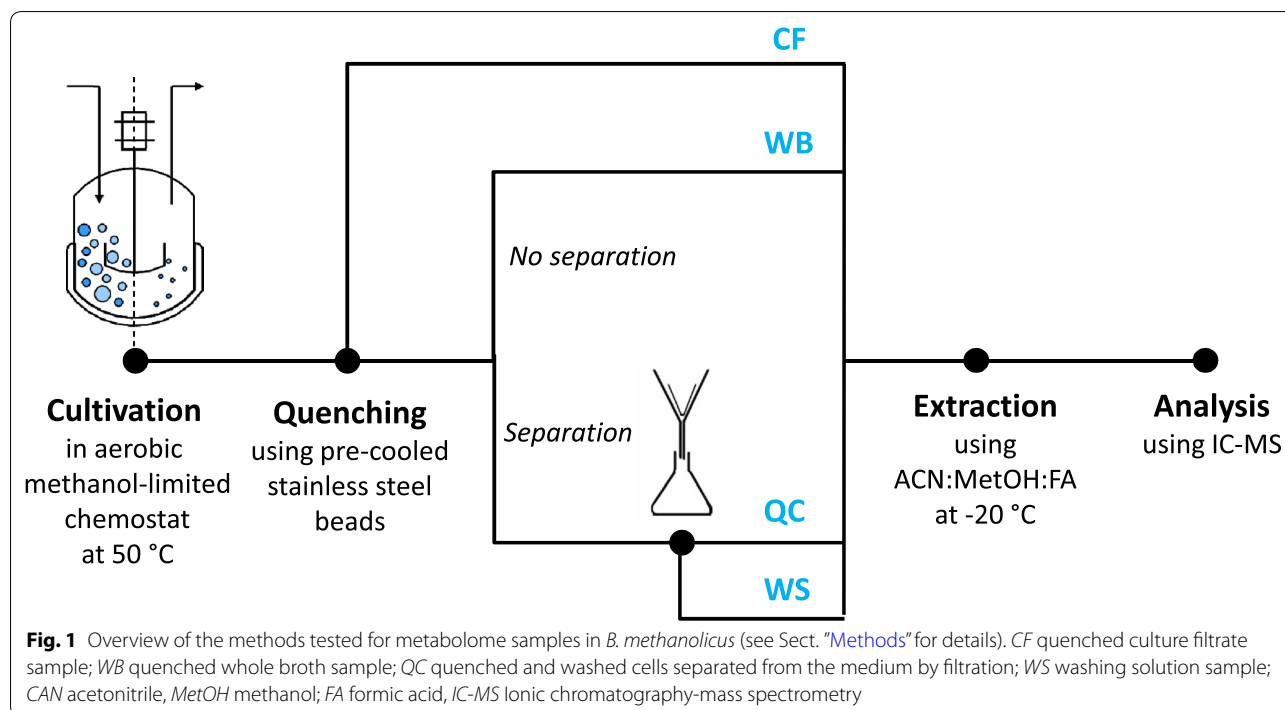 CF
WB
No separation
Separation
QC
WS
Cultivation
in aerobic
methanol-limited
chemostat
at 50 °C
Quenching
using pre-cooled
stainless steel
beads
Extraction
using
ACN:MetOH:FA
at -20 °C
Analysis
using IC-MS
Fig. 1 Overview of the methods tested for metabolome samples in B. methanolicus (see Sect. "Methods" for details). CF quenched culture filtrate
sample; WB quenched whole broth sample; QC quenched and washed cells separated from the medium by filtration; WS washing solution sample;
CAN acetonitrile, MetOH methanol; FA formic acid, IC-MS Ionic chromatography-mass spectrometry